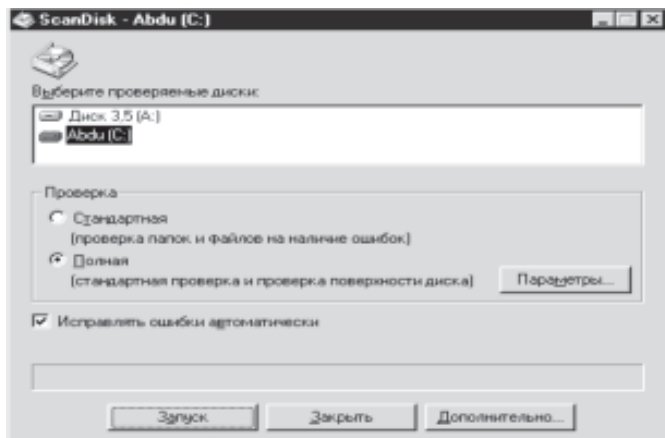 ScanDisk - Abdu (C:)
Выберите проверяемые диски:
Диск 3,5 (A:)
Abdu (C:)
Проверка
Стандартная
(проверка папок и файлов на наличие ошибок)
Полная
(стандартная проверка и проверка поверхности диска)
Параметры...
Исправлять ошибки автоматически
Запуск
Закрыть
Дополнительно...